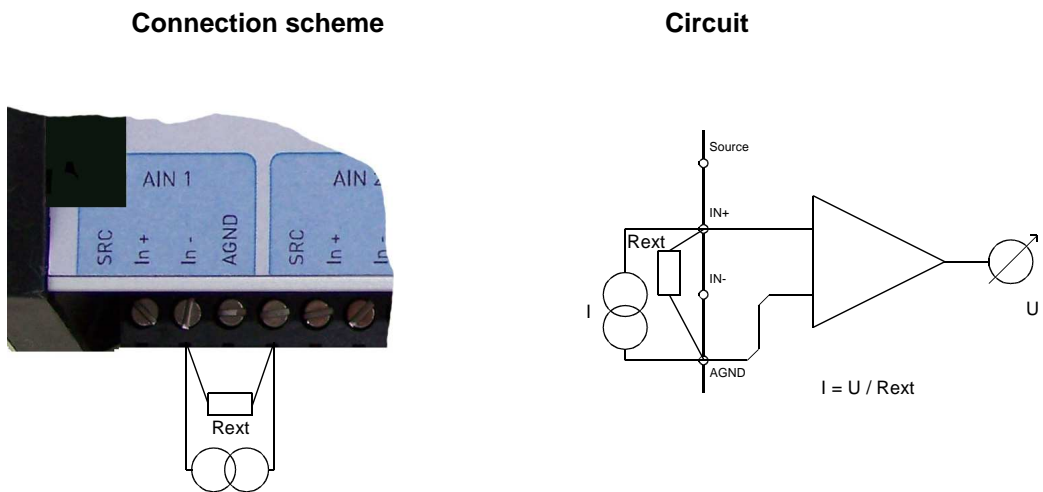 Connection scheme
Circuit
AIN 1
AIN 2
SRC
In +
In -
AGND
SRC
In +
In -
Rext
Source
IN+
Rext
IN-
I
AGND
U
I = U / Rext